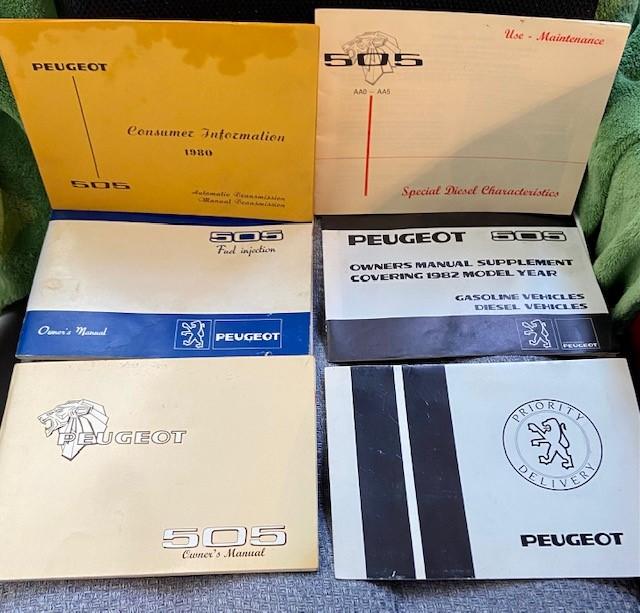 PEUGEOT
Consumer Information
1980
505
Automatic Transmission
Manual Transmission
Use - Maintenance
505
AA0 - AA5
Special Diesel Characteristics
505
Fuel injection
Owner's Manual
PEUGEOT
PEUGEOT 505
OWNERS MANUAL SUPPLEMENT
COVERING 1982 MODEL YEAR
GASOLINE VEHICLES
DIESEL VEHICLES
PEUGEOT
PEUGEOT
505
Owner's Manual
PRIORITY
DELIVERY
PEUGEOT